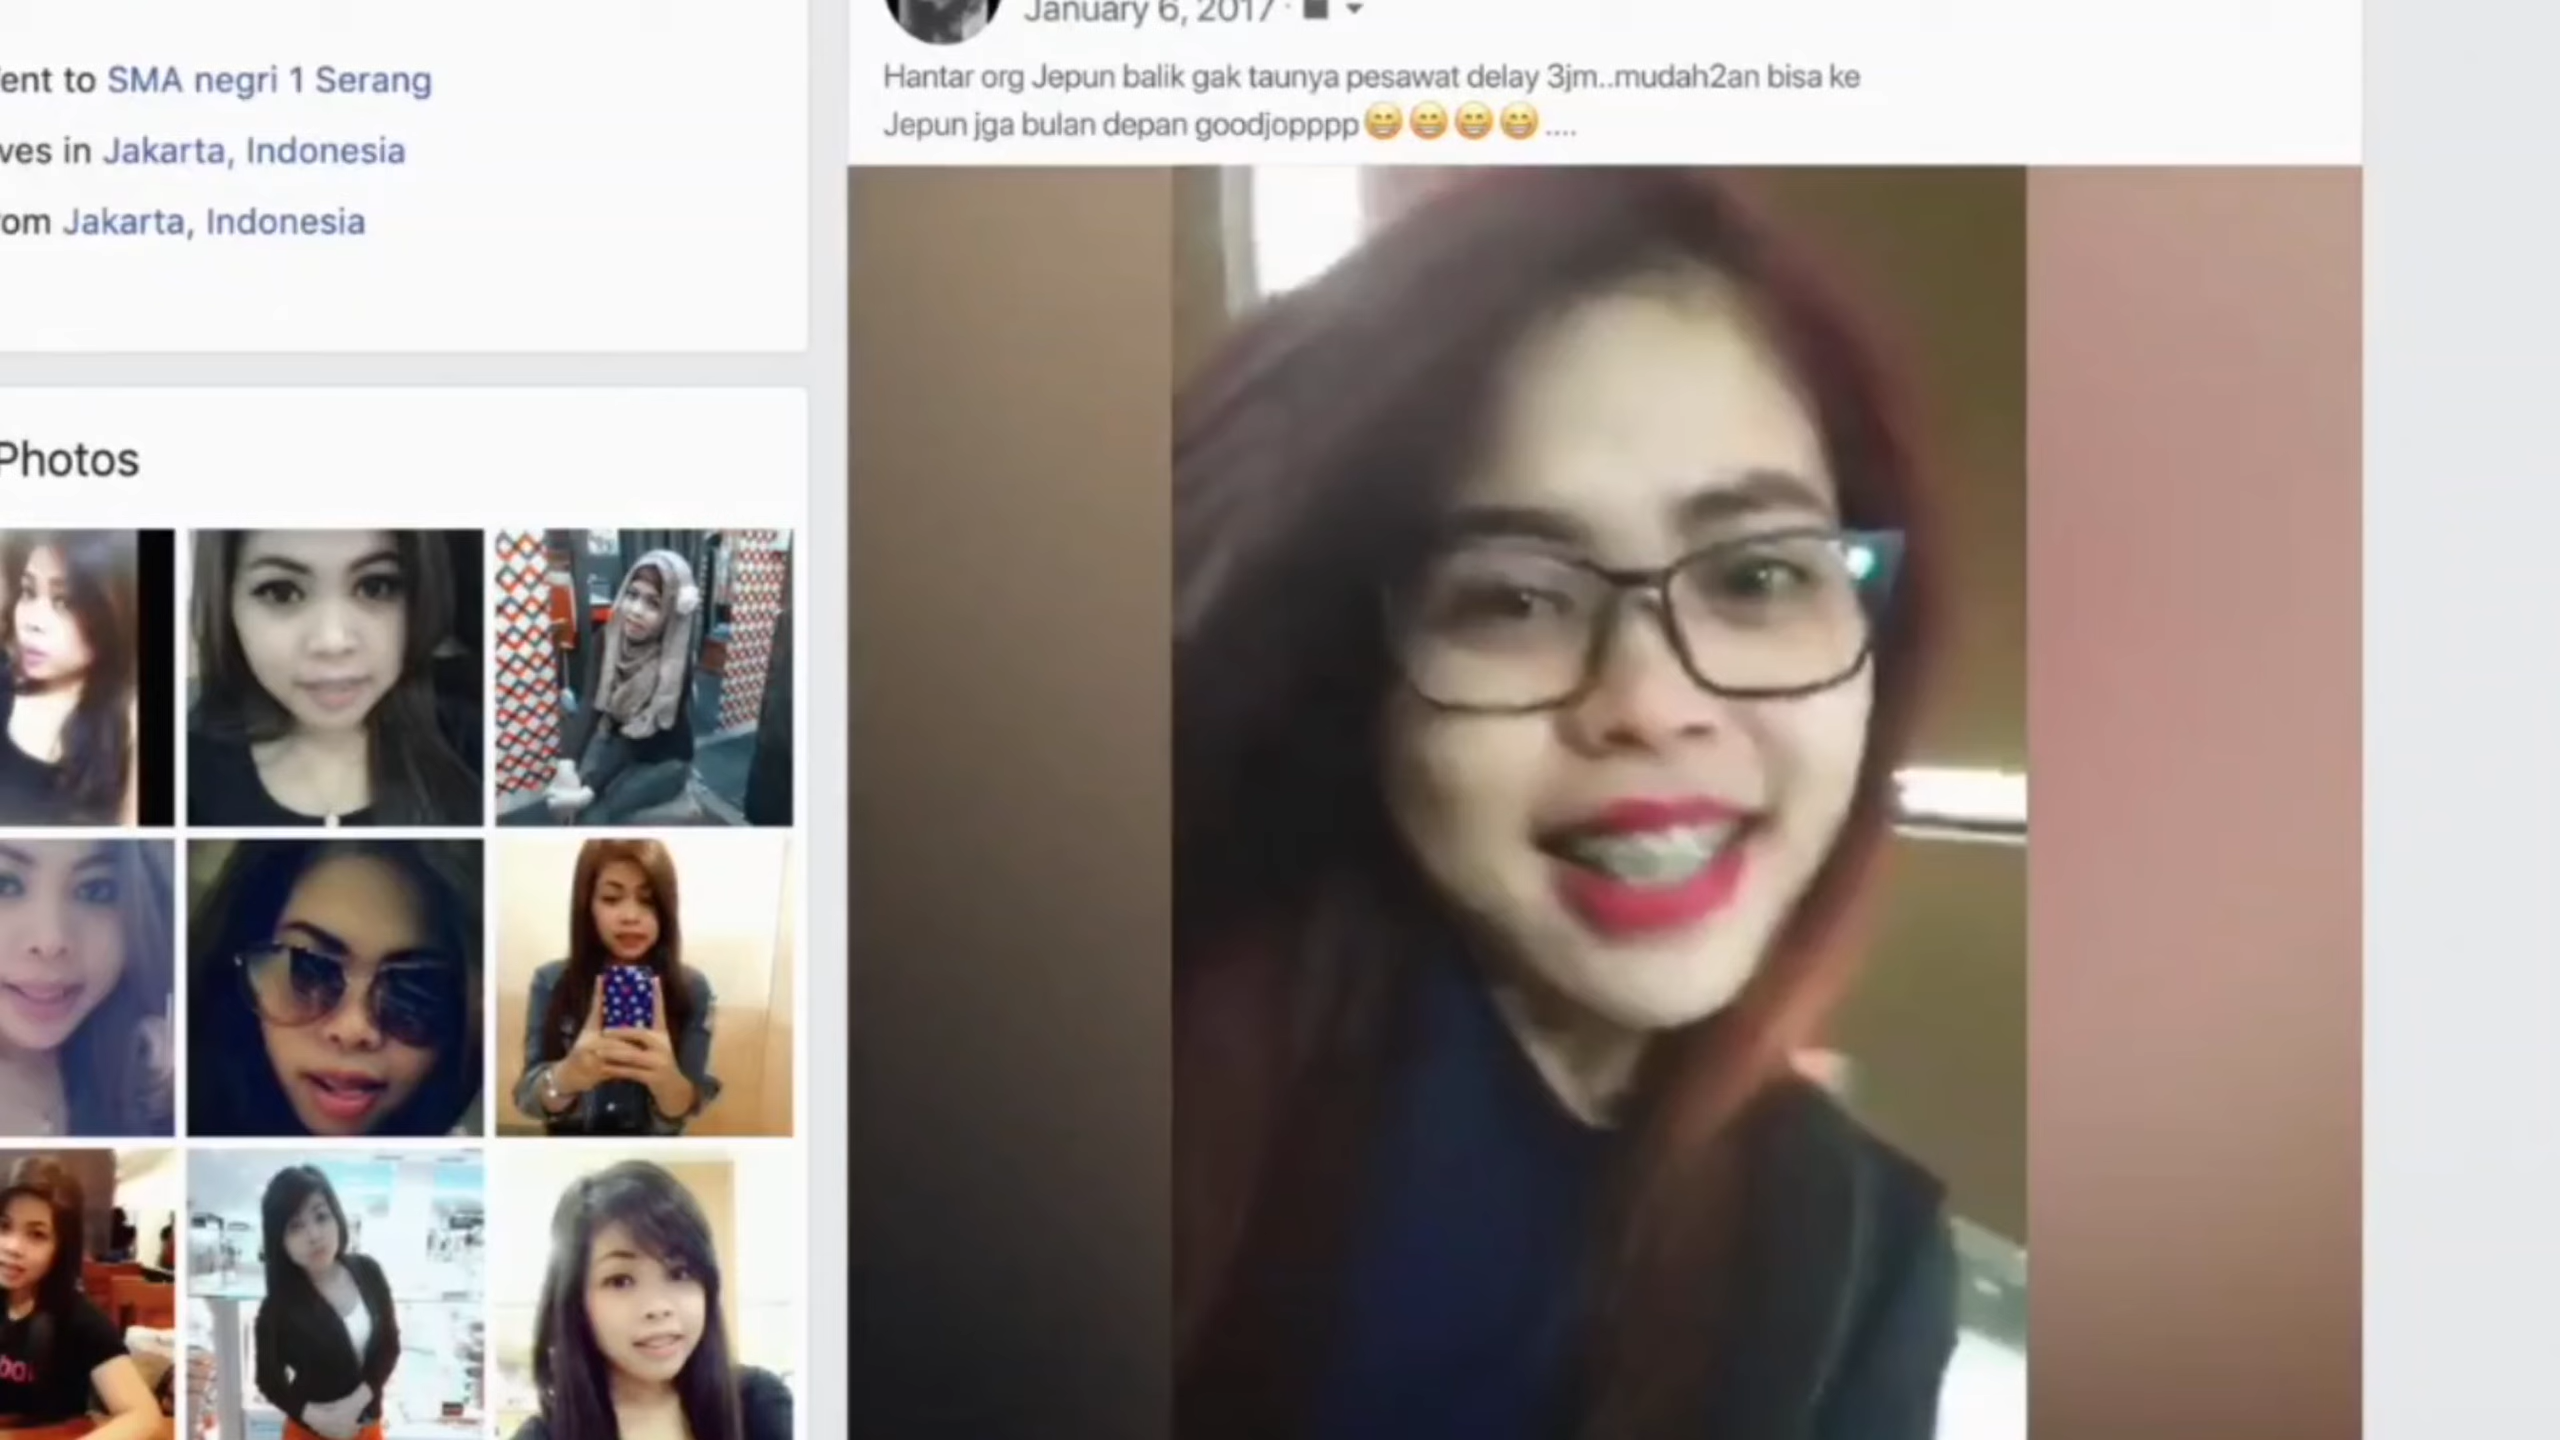 ent to SMA negri 1 Serang
ves in Jakarta, Indonesia
om Jakarta, Indonesia
Photos
January 6, 2017
Hantar org Jepun balik gak taunya pesawat delay 3jm..mudah2an bisa ke
Jepun jga bulan depan goodjopppp😁😁😁😁....